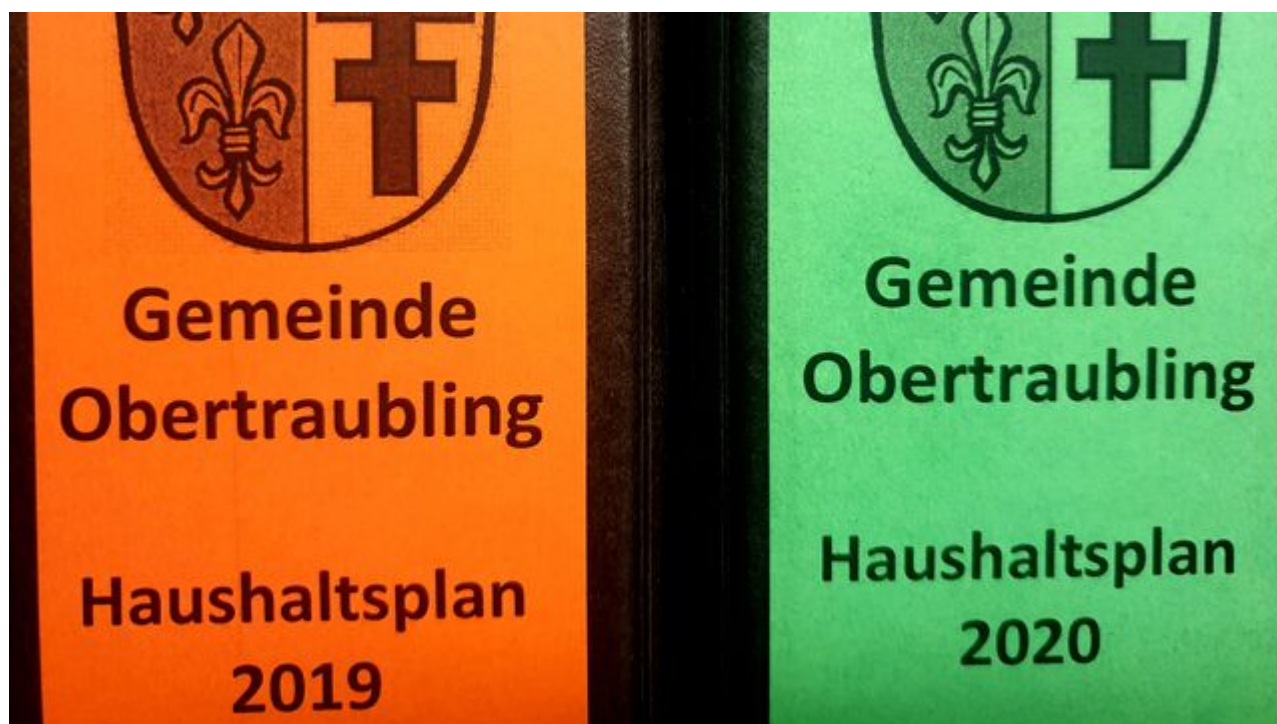 Gemeinde
Obertraubling
Haushaltsplan
2019
Gemeinde
Obertraubling
Haushaltsplan
2020